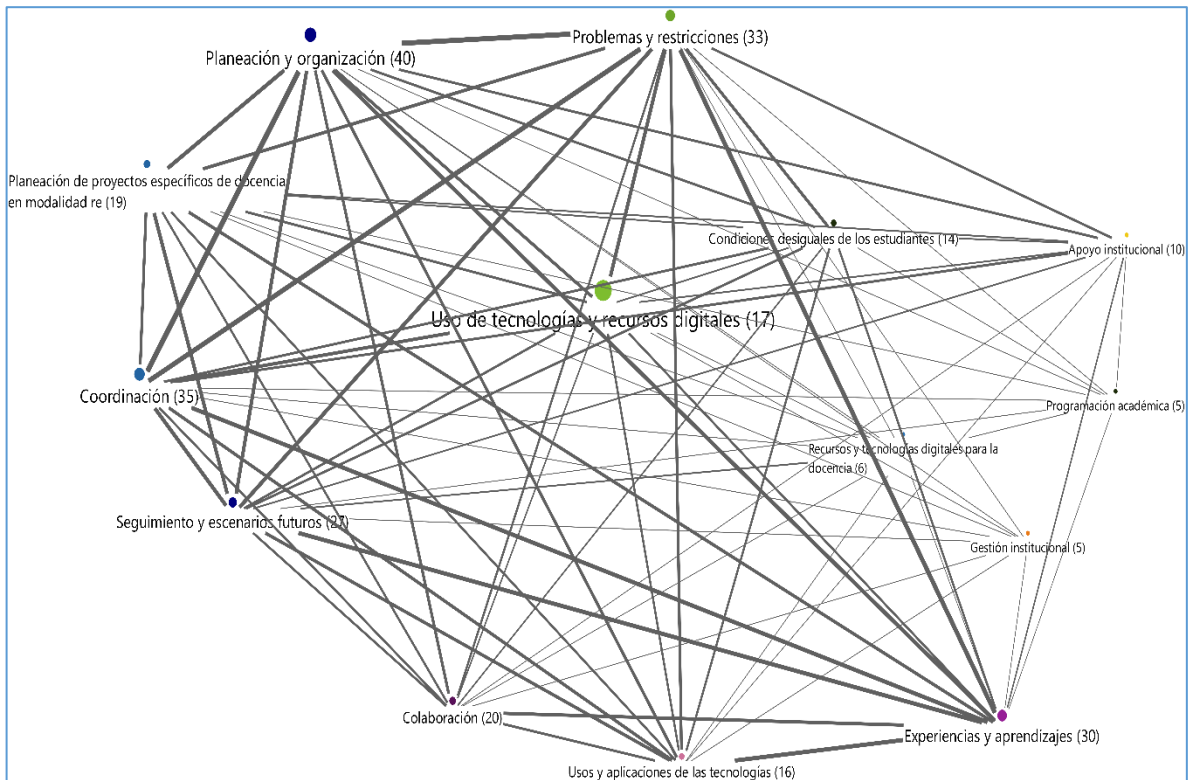 Problemas y restricciones (33)
Planeación y organización (40)
Planeación de proyectos específicos de docencia
en modalidad re (19)
Condiciones desiguales de los estudiantes (14)
Apoyo institucional (10)
Uso de tecnologías y recursos digitales (17)
Coordinación (35)
Programación académica (5)
Recursos y tecnologías digitales para la
docencia (6)
Seguimiento y escenarios futuros (27)
Gestión institucional (5)
Colaboración (20)
Experiencias y aprendizajes (30)
Usos y aplicaciones de las tecnologías (16)